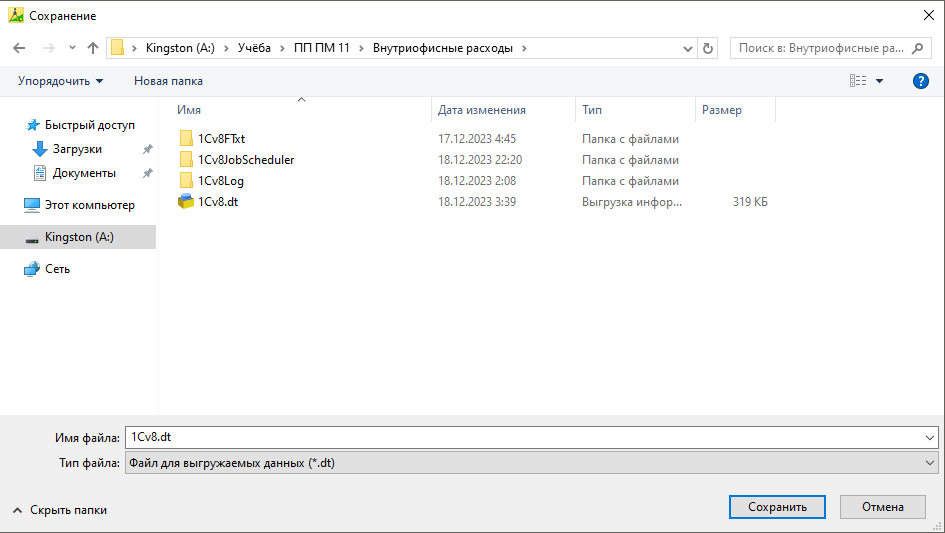 Сохранение
Kingston (A:) › Учёба › ПП ПМ 11 › Внутриофисные расходы ›
Поиск в: Внутриофисные ра...
Упорядочить Новая папка ?
Имя Дата изменения Тип Размер
Быстрый доступ
Загрузки
Документы
Этот компьютер
Kingston (A:)
Сеть
1Cv8FTxt 17.12.2023 4:45 Папка с файлами
1Cv8JobScheduler 18.12.2023 22:20 Папка с файлами
1Cv8Log 18.12.2023 2:08 Папка с файлами
1Cv8.dt 18.12.2023 3:39 Выгрузка инфор... 319 КБ
Имя файла: 1Cv8.dt
Тип файла: Файл для выгружаемых данных (*.dt)
Скрыть папки Сохранить Отмена